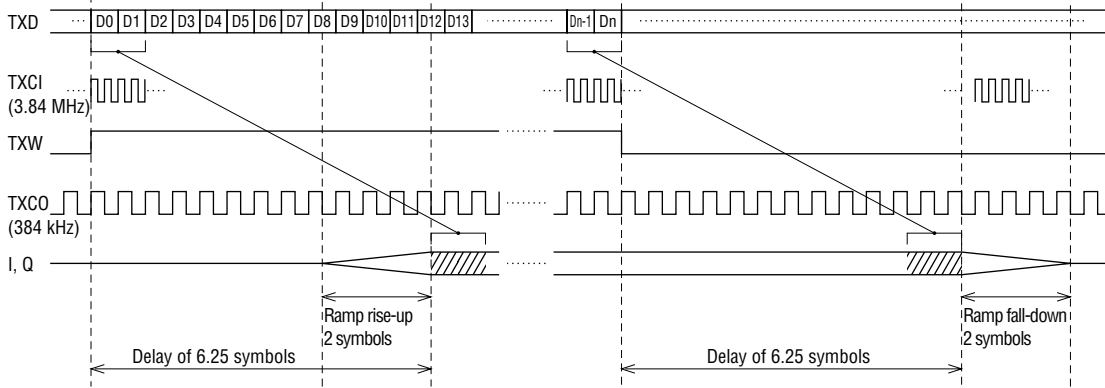 TXD
D0 D1 D2 D3 D4 D5 D6 D7 D8 D9 D10 D11 D12 D13 Dn-1 Dn
TXCI
(3.84 MHz)
TXW
TXCO
(384 kHz)
I, Q
Ramp rise-up
2 symbols
Ramp fall-down
2 symbols
Delay of 6.25 symbols
Delay of 6.25 symbols